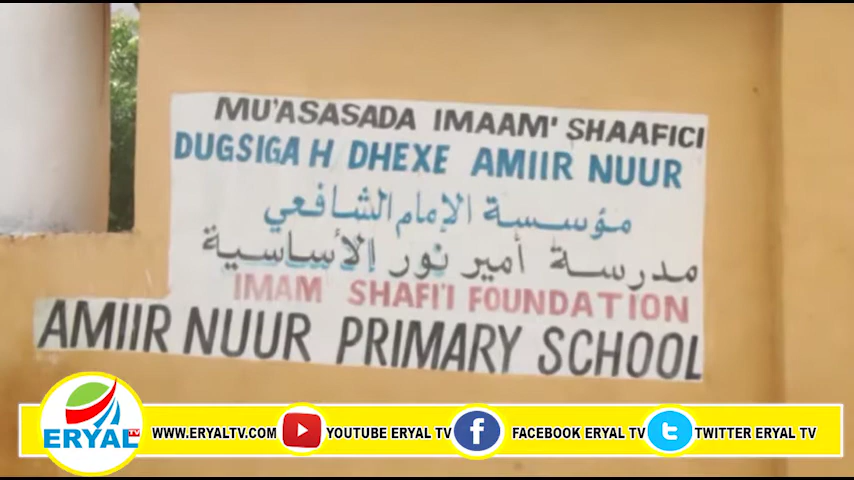 MU'ASASADA IMAAM' SHAAFICI
DUGSIGA H DHEXE AMIIR NUUR
مؤسسة الإمام الشافعي
مدرسة أمير نور الأساسية
IMAM SHAFI'I FOUNDATION
AMIIR NUUR PRIMARY SCHOOL
ERYAL TV
WWW.ERYALTV.COM YOUTUBE ERYAL TV FACEBOOK ERYAL TV TWITTER ERYAL TV